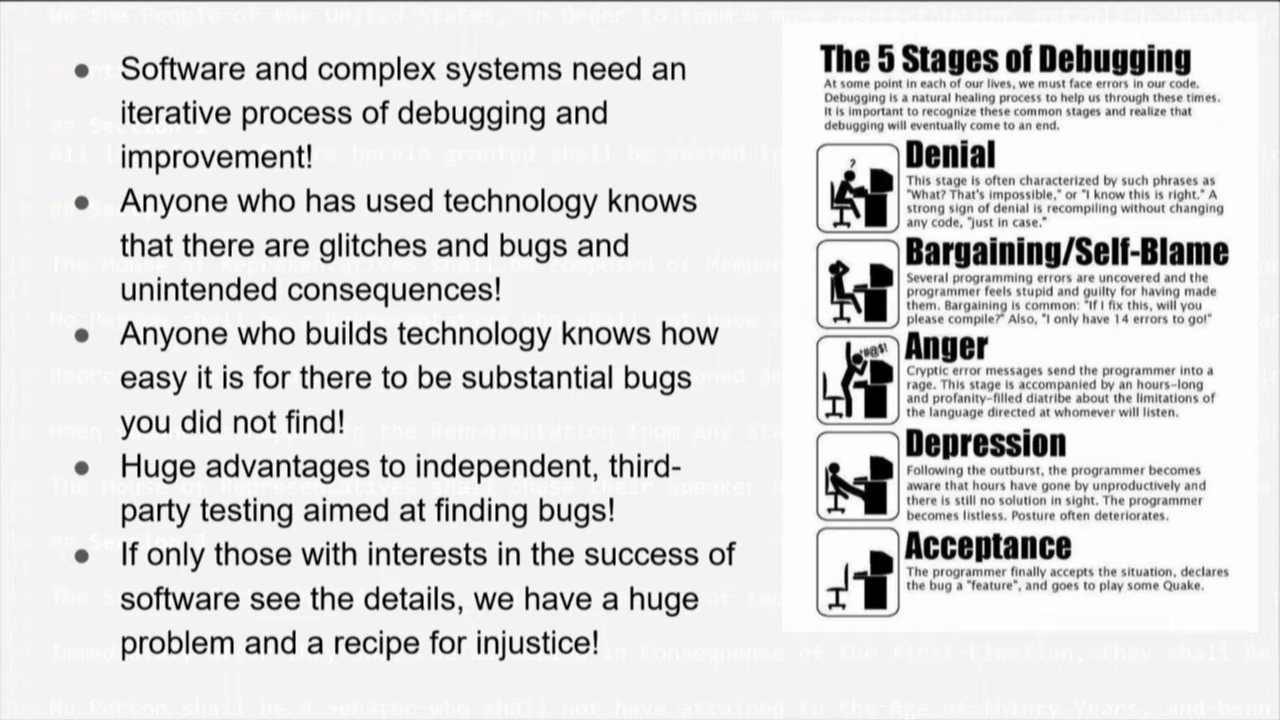 Software and complex systems need an
iterative process of debugging and
improvement!
Anyone who has used technology knows
that there are glitches and bugs and
unintended consequences!
Anyone who builds technology knows how
easy it is for there to be substantial bugs
you did not find!
Huge advantages to independent, third-
party testing aimed at finding bugs!
If only those with interests in the success of
software see the details, we have a huge
problem and a recipe for injustice!
The 5 Stages of Debugging
At some point in each of our lives, we must face errors in our code.
Debugging is a natural healing process to help us through these times.
It is important to recognize these common stages and realize that
debugging will eventually come to an end.
?
Denial
This stage is often characterized by such phrases as
"What? That's impossible," or "I know this is right." A
strong sign of denial is recompiling without changing
any code, "just in case."
Bargaining/Self-Blame
Several programming errors are uncovered and the
programmer feels stupid and guilty for having made
them. Bargaining is common: "If I fix this, will you
please compile?" Also, "I only have 14 errors to go!"
Anger
Cryptic error messages send the programmer into a
rage. This stage is accompanied by an hours-long
and profanity-filled diatribe about the limitations of
the language directed at whomever will listen.
Depression
Following the outburst, the programmer becomes
aware that hours have gone by unproductively and
there is still no solution in sight. The programmer
becomes listless. Posture often deteriorates.
Acceptance
The programmer finally accepts the situation, declares
the bug a "feature", and goes to play some Quake.